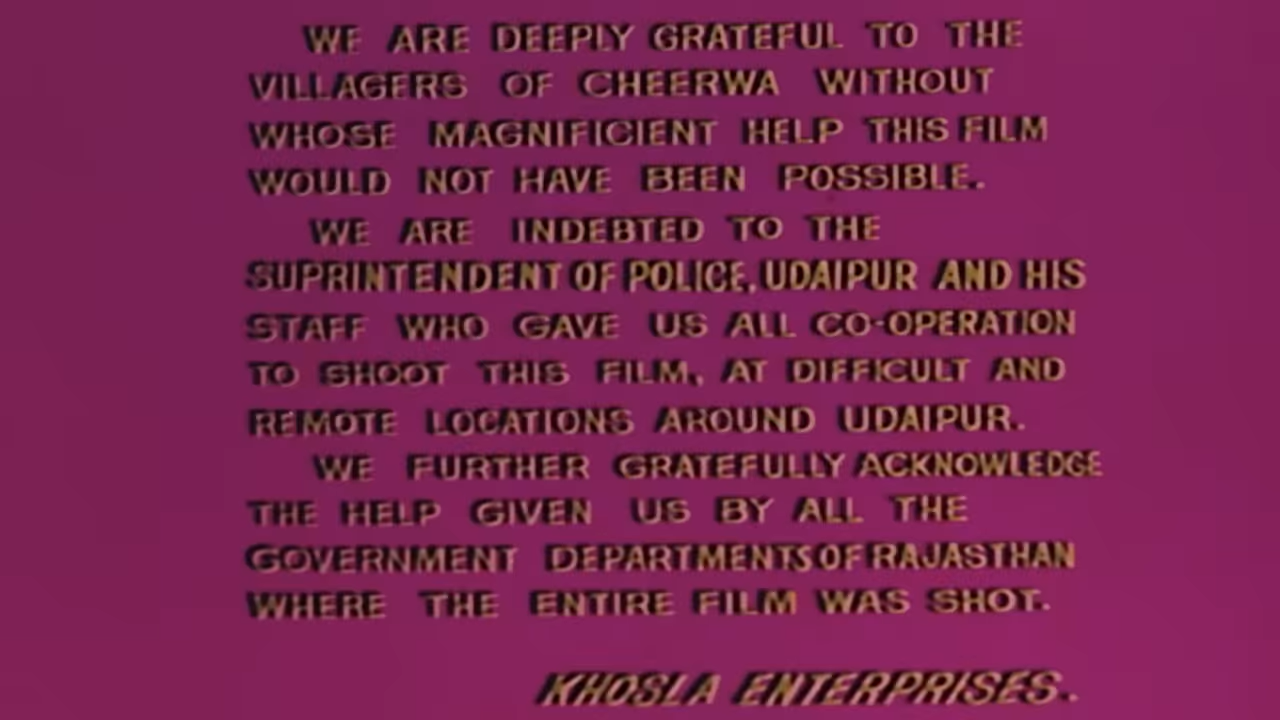 WE ARE DEEPLY GRATEFUL TO THE
VILLAGERS OF CHEERWA WITHOUT
WHOSE MAGNIFICIENT HELP THIS FILM
WOULD NOT HAVE BEEN POSSIBLE.
WE ARE INDEBTED TO THE
SUPRINTENDENT OF POLICE, UDAIPUR AND HIS
STAFF WHO GAVE US ALL CO-OPERATION
TO SHOOT THIS FILM, AT DIFFICULT AND
REMOTE LOCATIONS AROUND UDAIPUR.
WE FURTHER GRATEFULLY ACKNOWLEDGE
THE HELP GIVEN US BY ALL THE
GOVERNMENT DEPARTMENTS OF RAJASTHAN
WHERE THE ENTIRE FILM WAS SHOT.
KHOSLA ENTERPRISES.